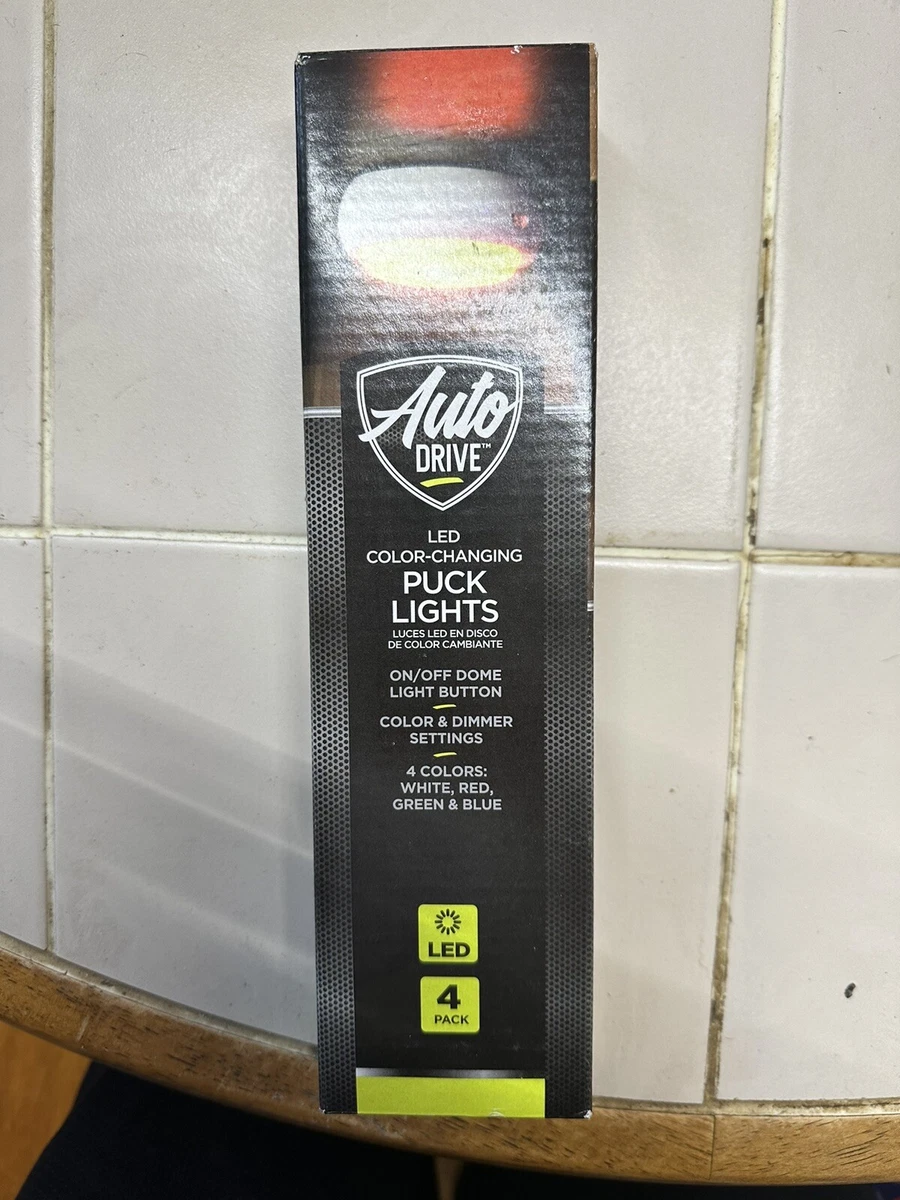 Auto
DRIVE™
LED
COLOR-CHANGING
PUCK
LIGHTS
LUCES LED EN DISCO
DE COLOR CAMBIANTE
ON/OFF DOME
LIGHT BUTTON
COLOR & DIMMER
SETTINGS
4 COLORS:
WHITE, RED,
GREEN & BLUE
LED
4
PACK